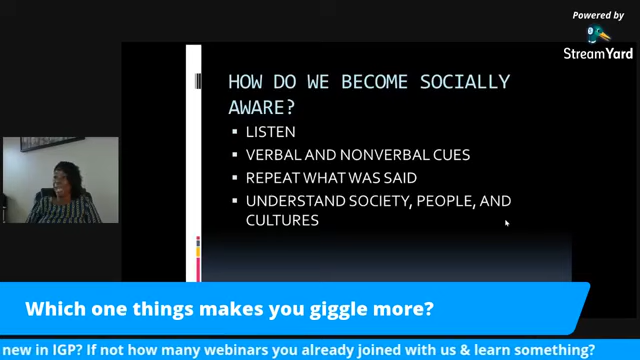 Powered by
StreamYard
HOW DO WE BECOME SOCIALLY
AWARE?
▪ LISTEN
▪ VERBAL AND NONVERBAL CUES
▪ REPEAT WHAT WAS SAID
▪ UNDERSTAND SOCIETY, PEOPLE, AND
CULTURES
Which one things makes you giggle more?
new in IGP? If not how many webinars you already joined with us & learn something?